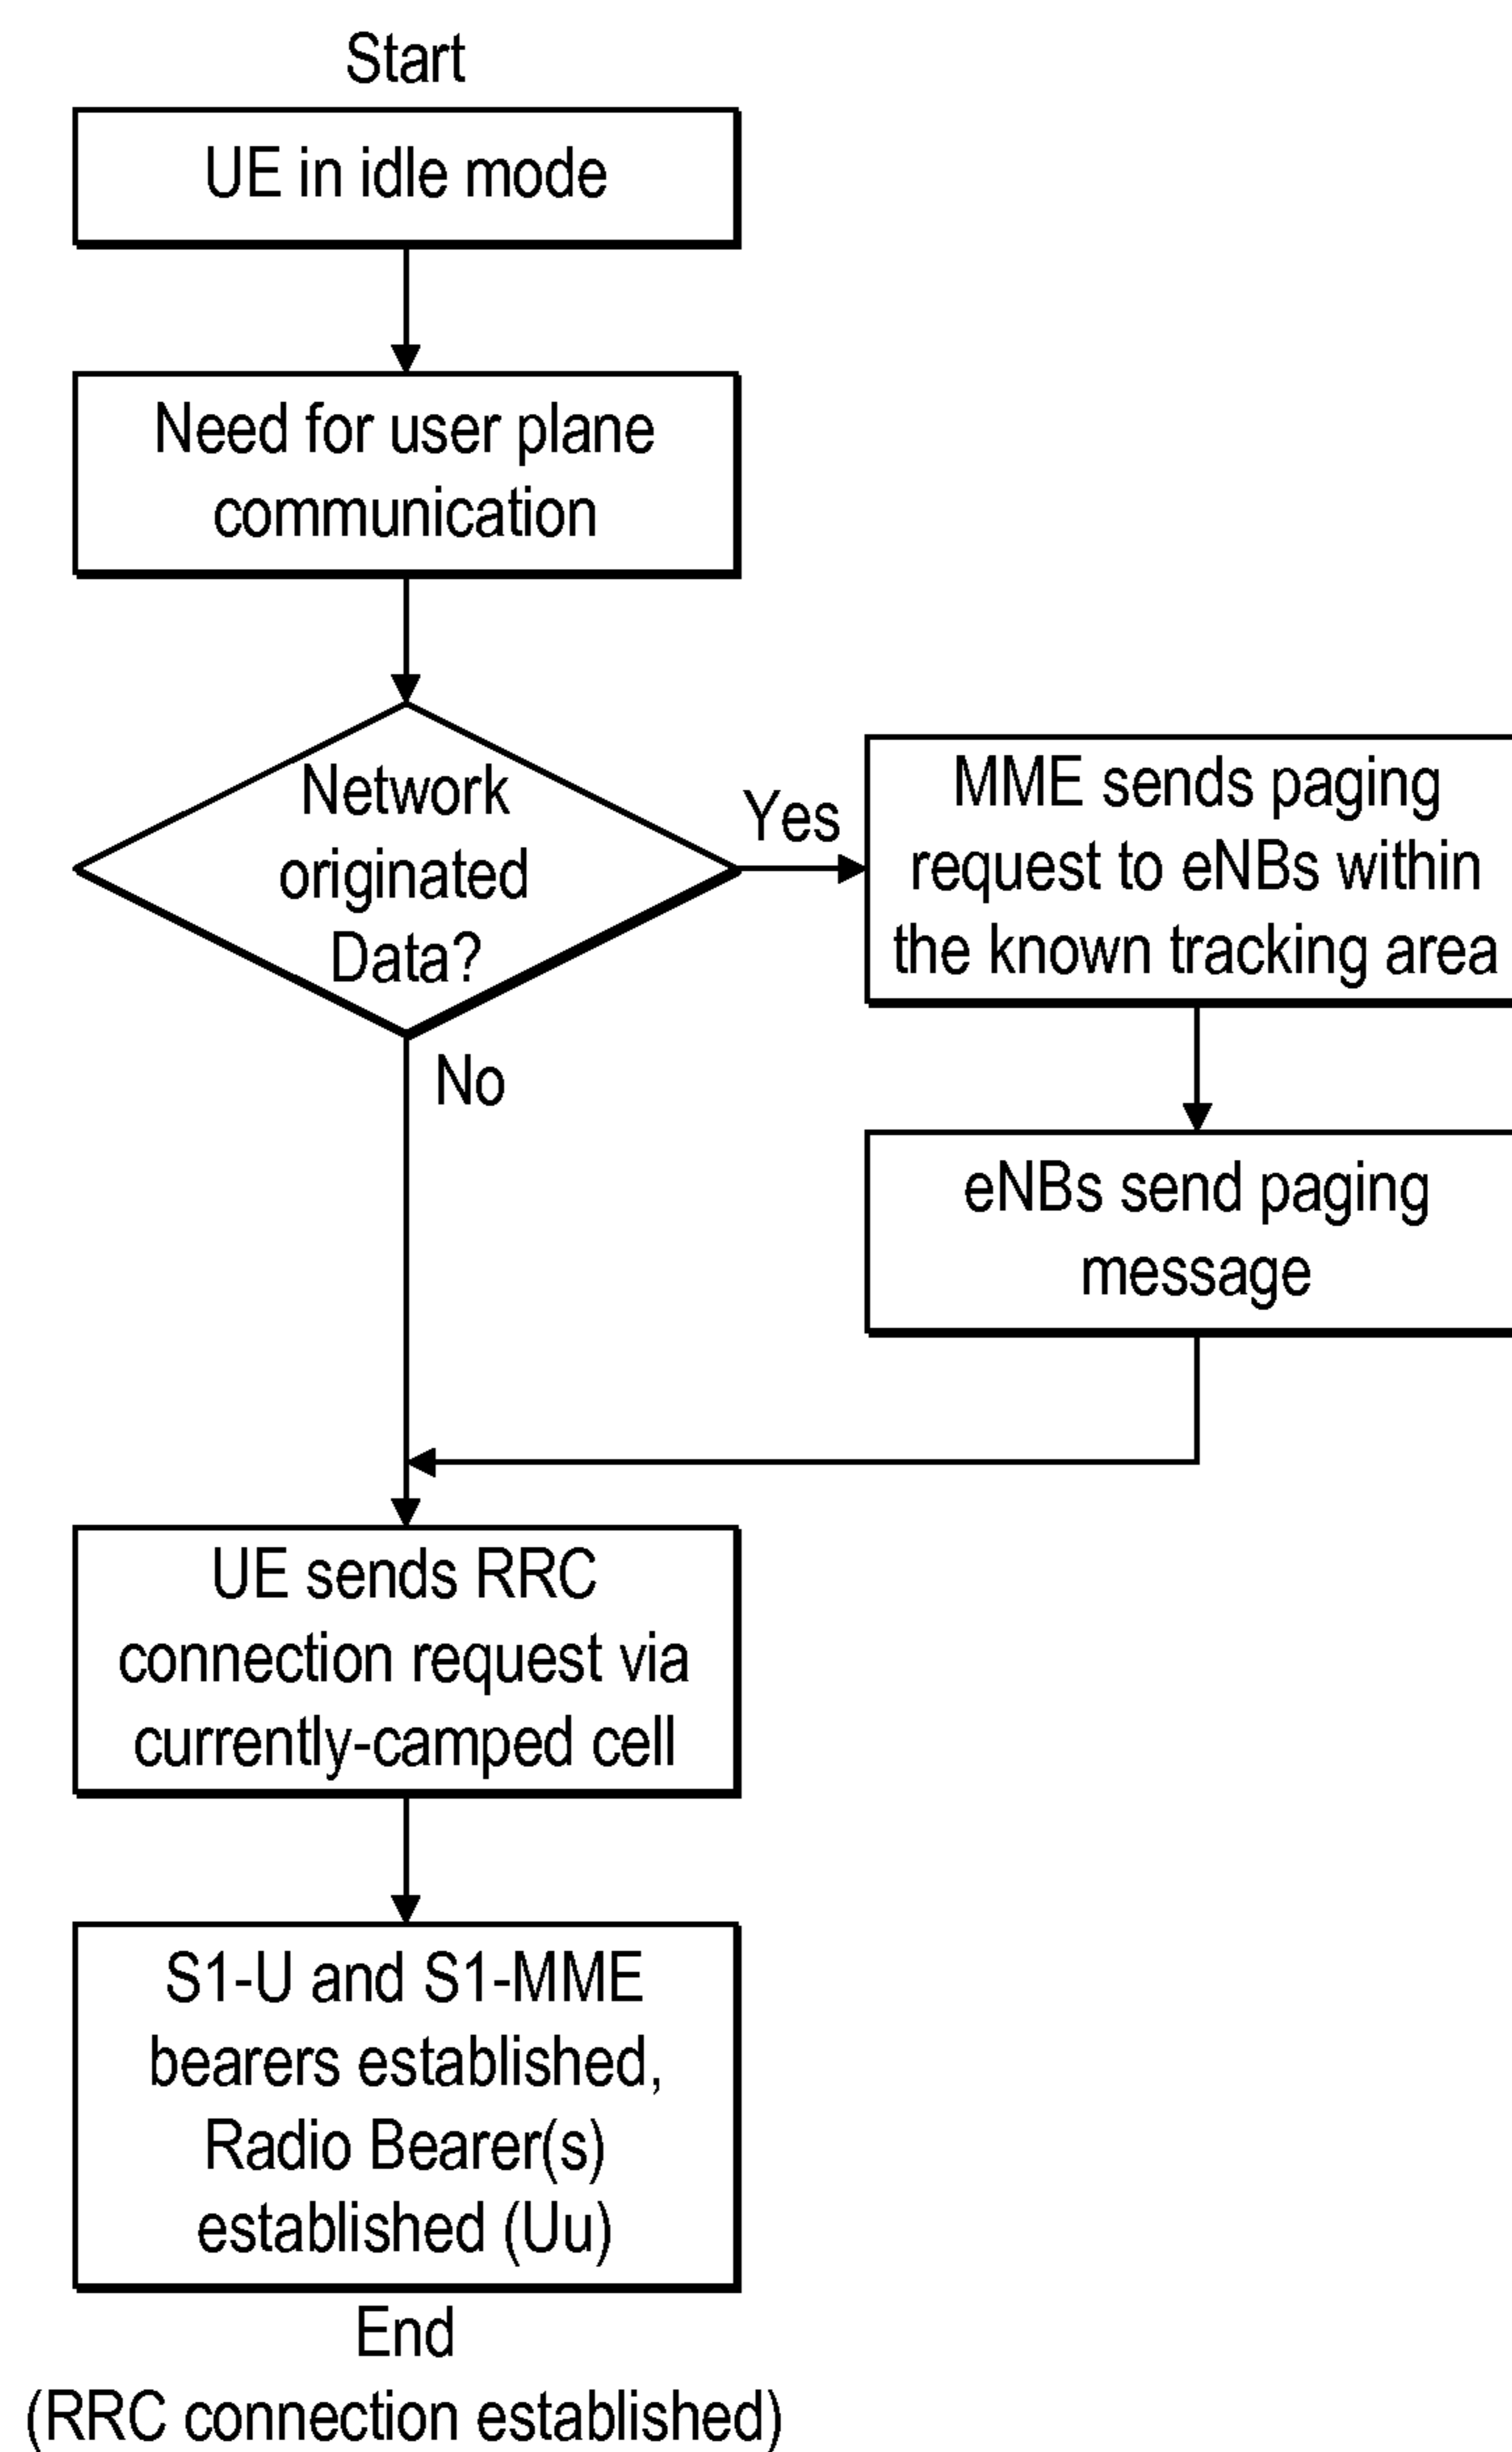 Start
UE in idle mode
Need for user plane
communication
Network
originated
Data?
Yes
MME sends paging
request to eNBs within
the known tracking area
No
eNBs send paging
message
UE sends RRC
connection request via
currently-camped cell
S1-U and S1-MME
bearers established,
Radio Bearer(s)
established (Uu)
End
(RRC connection established)